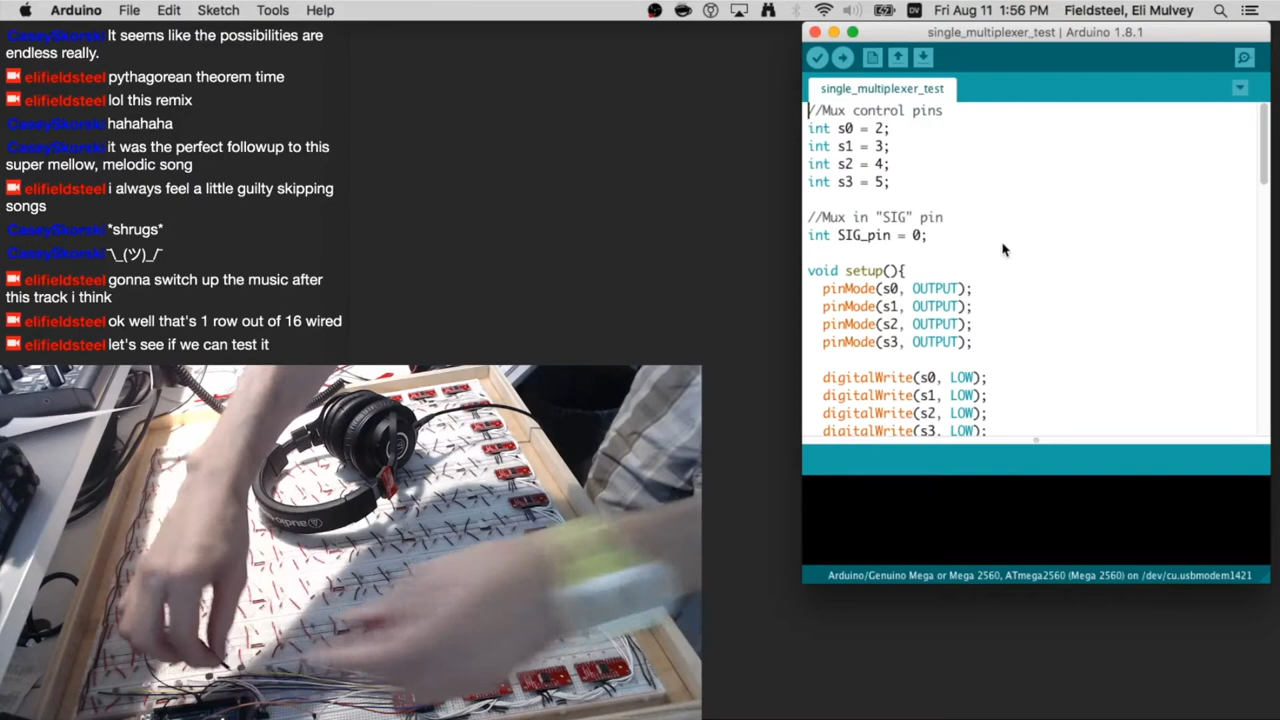 Arduino File Edit Sketch Tools Help
DV Fri Aug 11 1:56 PM Fieldsteel, Eli Mulvey
CaseySkorski It seems like the possibilities are
endless really.
elifieldsteel pythagorean theorem time
elifieldsteel lol this remix
CaseySkorski hahahaha
CaseySkorski it was the perfect followup to this
super mellow, melodic song
elifieldsteel i always feel a little guilty skipping
songs
CaseySkorski *shrugs*
CaseySkorski ¯\_(ツ)_/¯
elifieldsteel gonna switch up the music after
this track i think
elifieldsteel ok well that's 1 row out of 16 wired
elifieldsteel let's see if we can test it
single_multiplexer_test | Arduino 1.8.1
single_multiplexer_test
//Mux control pins
int s0 = 2;
int s1 = 3;
int s2 = 4;
int s3 = 5;
//Mux in "SIG" pin
int SIG_pin = 0;
void setup(){
pinMode(s0, OUTPUT);
pinMode(s1, OUTPUT);
pinMode(s2, OUTPUT);
pinMode(s3, OUTPUT);
digitalWrite(s0, LOW);
digitalWrite(s1, LOW);
digitalWrite(s2, LOW);
digitalWrite(s3, LOW);
Arduino/Genuino Mega or Mega 2560, ATmega2560 (Mega 2560) on /dev/cu.usbmodem1421